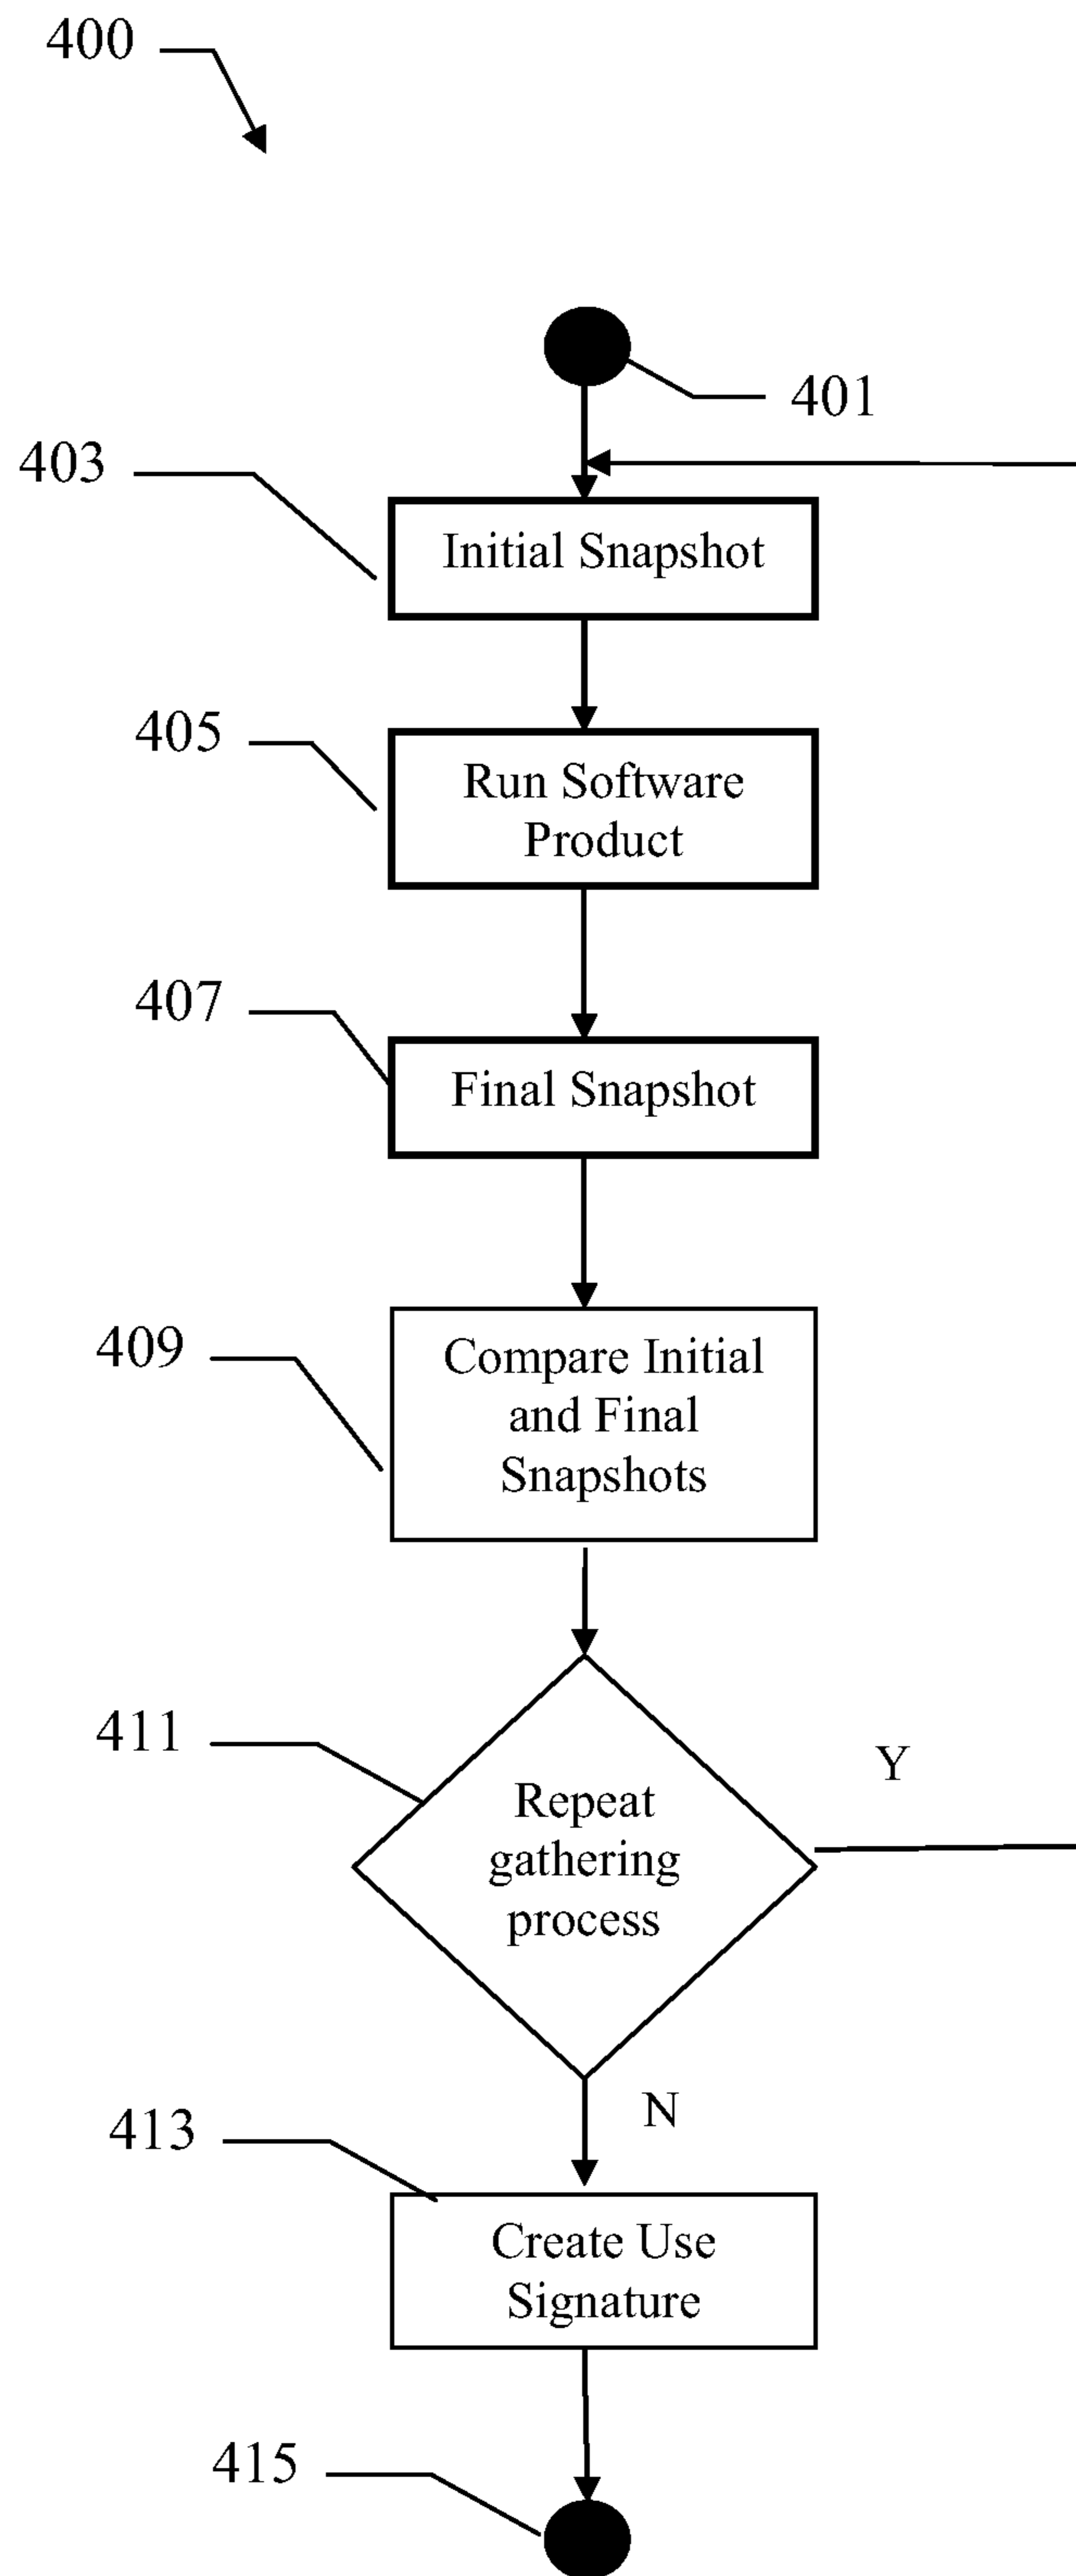 400
401
403
Initial Snapshot
405
Run Software
Product
407
Final Snapshot
409
Compare Initial
and Final
Snapshots
411
Repeat
gathering
process
Y
N
413
Create Use
Signature
415